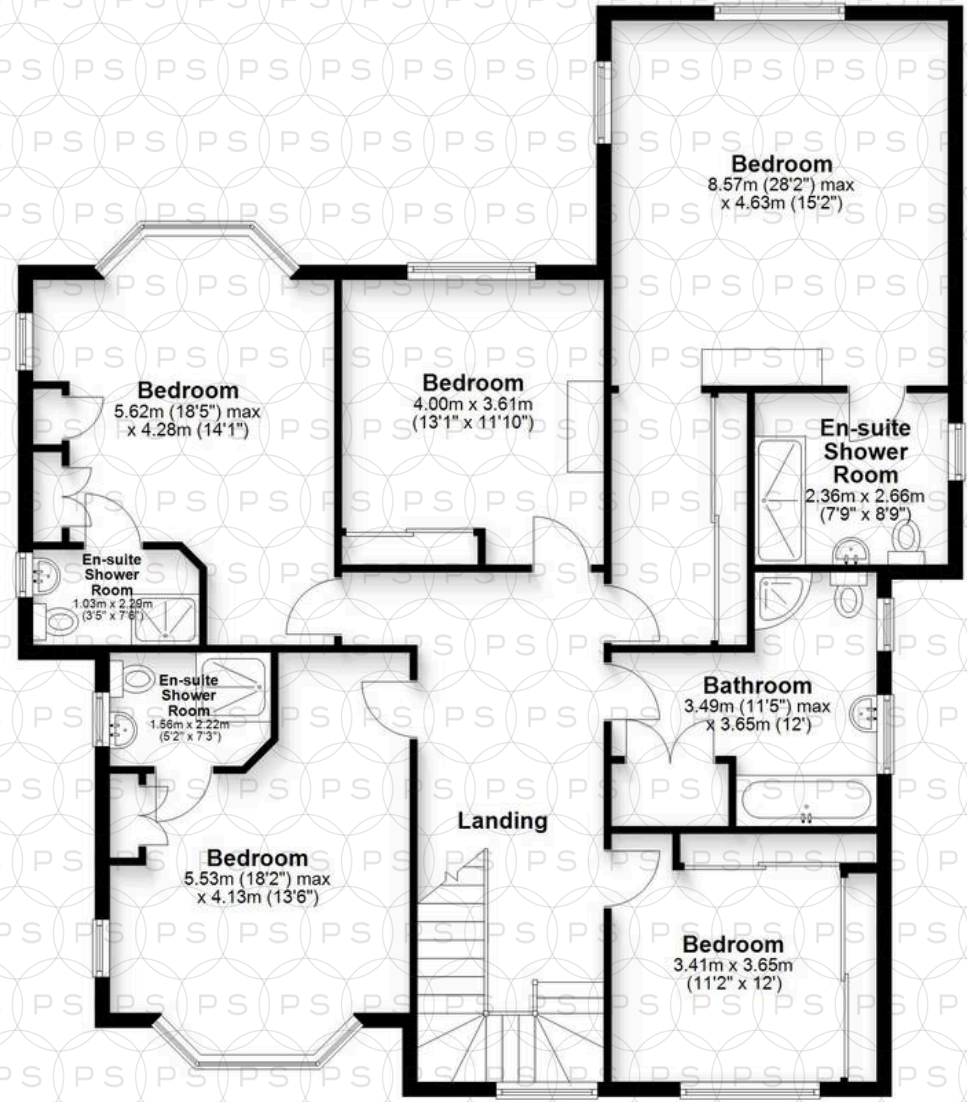 Bedroom
8.57m (28'2") max
x 4.63m (15'2")
Bedroom
5.62m (18'5") max
x 4.28m (14'1")
Bedroom
4.00m x 3.61m
(13'1" x 11'10")
En-suite
Shower
Room
2.36m x 2.66m
(7'9" x 8'9")
En-suite
Shower
Room
1.03m x 2.29m
(3'5" x 7'6")
En-suite
Shower
Room
1.56m x 2.22m
(5'2" x 7'3")
Bathroom
3.49m (11'5") max
x 3.65m (12')
Landing
Bedroom
5.53m (18'2") max
x 4.13m (13'6")
Bedroom
3.41m x 3.65m
(11'2" x 12')
PS